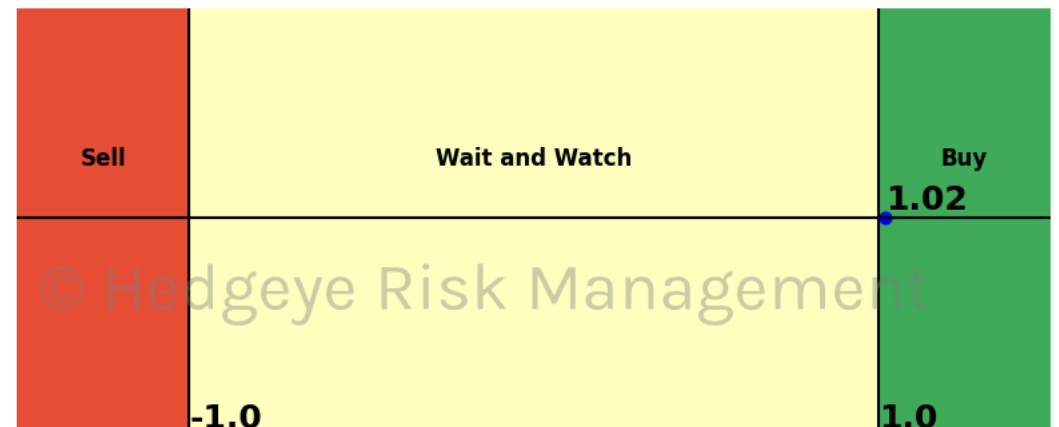 Sell
Wait and Watch
Buy
1.02
© Hedgeye Risk Management
-1.0
1.0